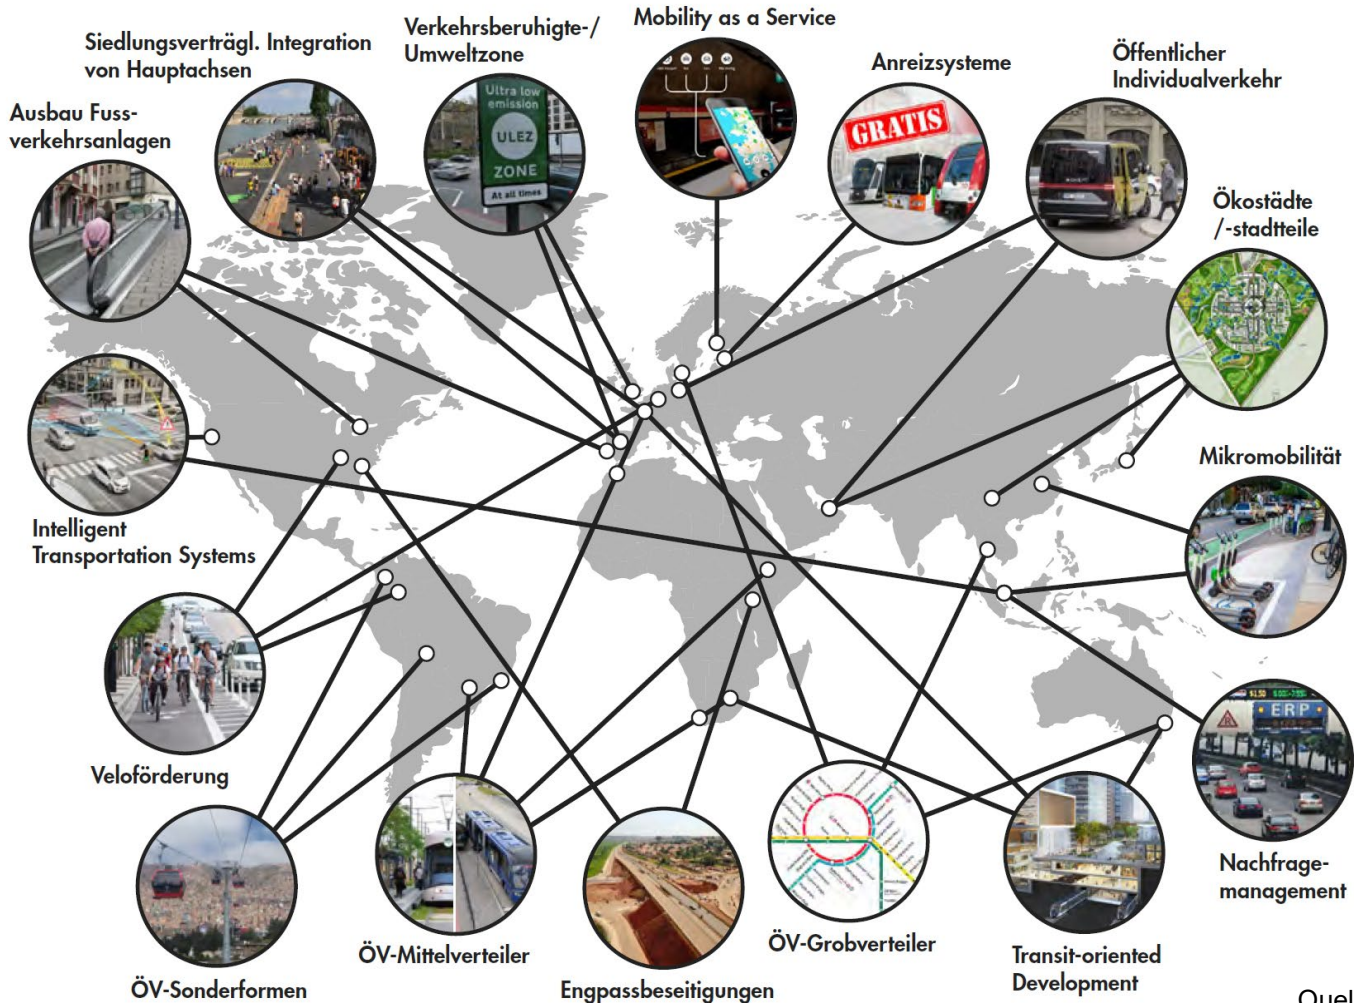 Mobility as a Service
Verkehrsberuhigte-/
Umweltzone
Siedlungsverträgl. Integration
von Hauptachsen
Anreizsysteme
Öffentlicher
Individualverkehr
Ausbau Fuss-
verkehrsanlagen
Ultra low
emission
ULEZ
ZONE
At all times
GRATIS
Ökostädte
/-stadtteile
Mikromobilität
Intelligent
Transportation Systems
Veloförderung
ERP
Nachfrage-
management
ÖV-Sonderformen
ÖV-Mittelverteiler
Engpassbeseitigungen
ÖV-Grobverteiler
Transit-oriented
Development
Quel